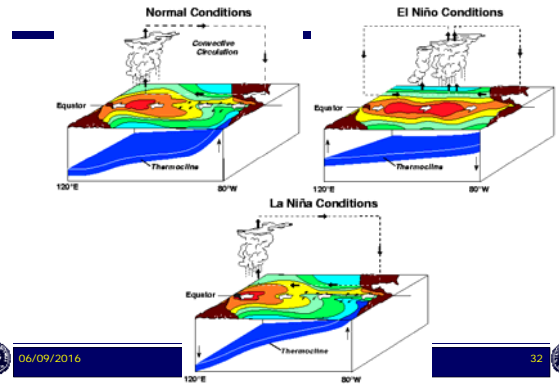 Normal Conditions
Convective
Circulation
Equator
Thermocline
120°E
80°W
El Niño Conditions
Equator
Thermocline
120°E
80°W
La Niña Conditions
Equator
Thermocline
120°E
80°W
06/09/2016
32